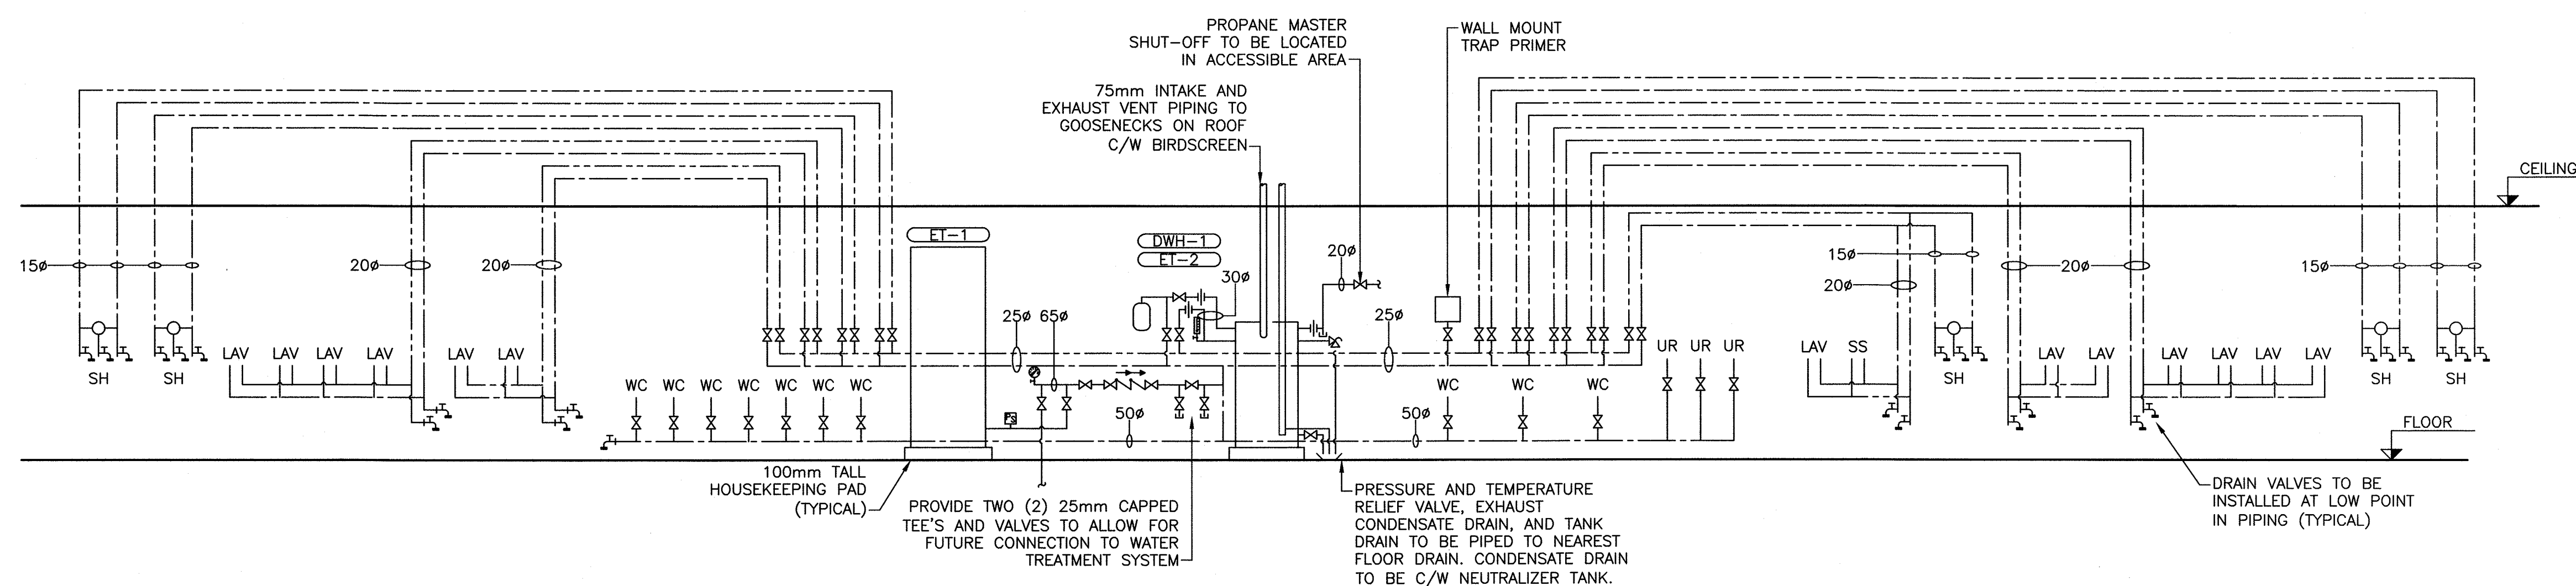 PROPANE MASTER
SHUT-OFF TO BE LOCATED
IN ACCESSIBLE AREA
WALL MOUNT
TRAP PRIMER
75mm INTAKE AND
EXHAUST VENT PIPING TO
GOOSENECKS ON ROOF
C/W BIRDSCREEN
CEILING
ET-1
DWH-1
ET-2
15ø
20ø
20ø
30ø
20ø
15ø
20ø
20ø
15ø
25ø
65ø
25ø
LAV
LAV
LAV
LAV
LAV
LAV
SH
SH
WC
WC
WC
WC
WC
WC
WC
PS
50ø
50ø
WC
WC
WC
UR
UR
UR
LAV
SS
SH
LAV
LAV
LAV
LAV
LAV
LAV
SH
SH
FLOOR
100mm TALL
HOUSEKEEPING PAD
(TYPICAL)
PROVIDE TWO (2) 25mm CAPPED
TEE'S AND VALVES TO ALLOW FOR
FUTURE CONNECTION TO WATER
TREATMENT SYSTEM
PRESSURE AND TEMPERATURE
RELIEF VALVE, EXHAUST
CONDENSATE DRAIN, AND TANK
DRAIN TO BE PIPED TO NEAREST
FLOOR DRAIN. CONDENSATE DRAIN
TO BE C/W NEUTRALIZER TANK.
DRAIN VALVES TO BE
INSTALLED AT LOW POINT
IN PIPING (TYPICAL)